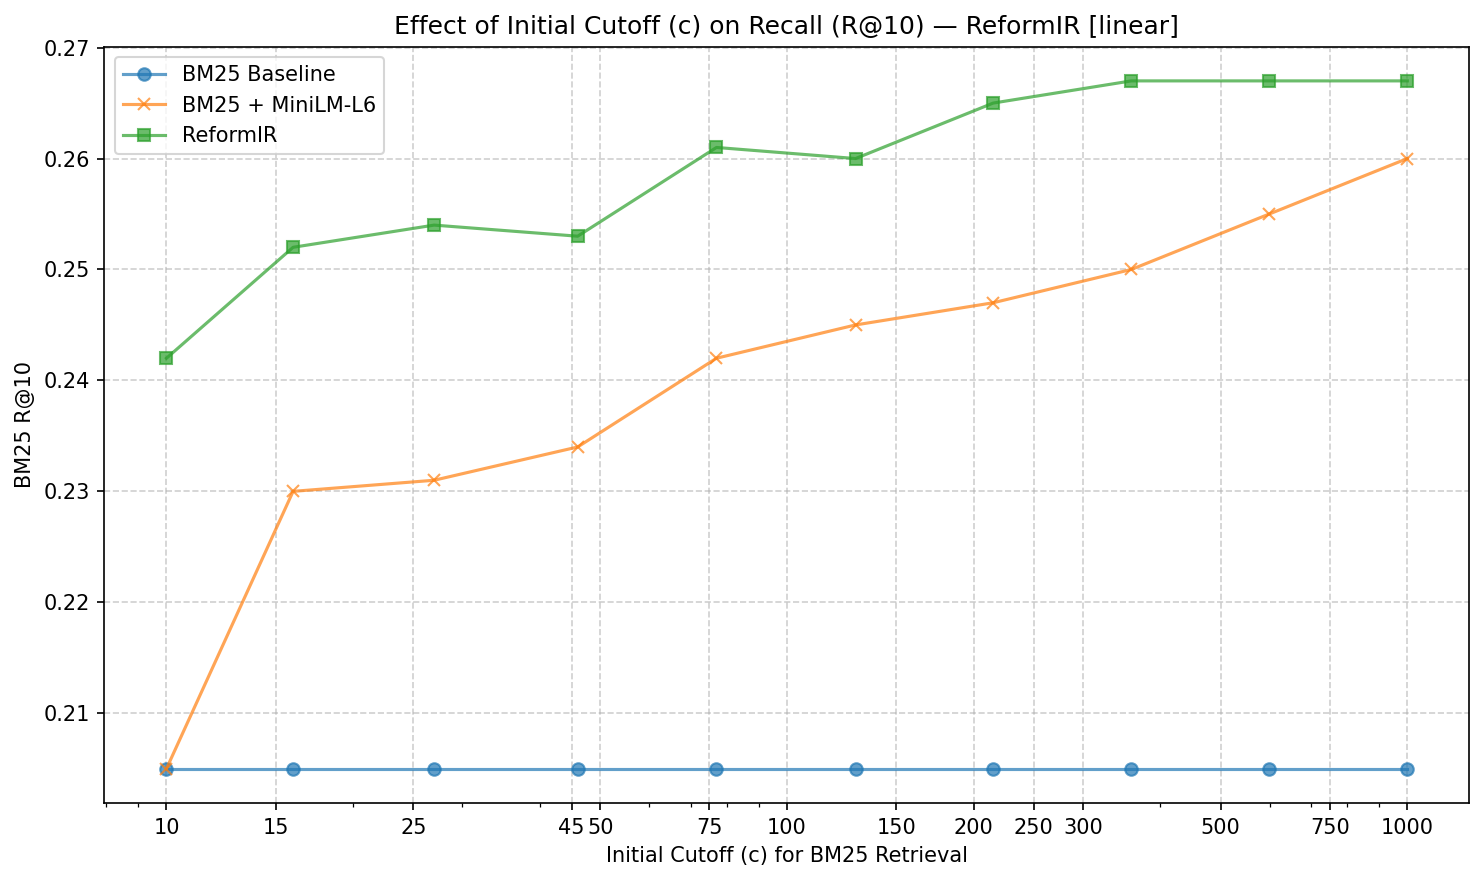 Effect of Initial Cutoff (c) on Recall (R@10) — ReformIR [linear]
BM25 Baseline
BM25 + MiniLM-L6
ReformIR
BM25 R@10
0.27
0.26
0.25
0.24
0.23
0.22
0.21
10 15 25 45 50 75 100 150 200 250 300 500 750 1000
Initial Cutoff (c) for BM25 Retrieval